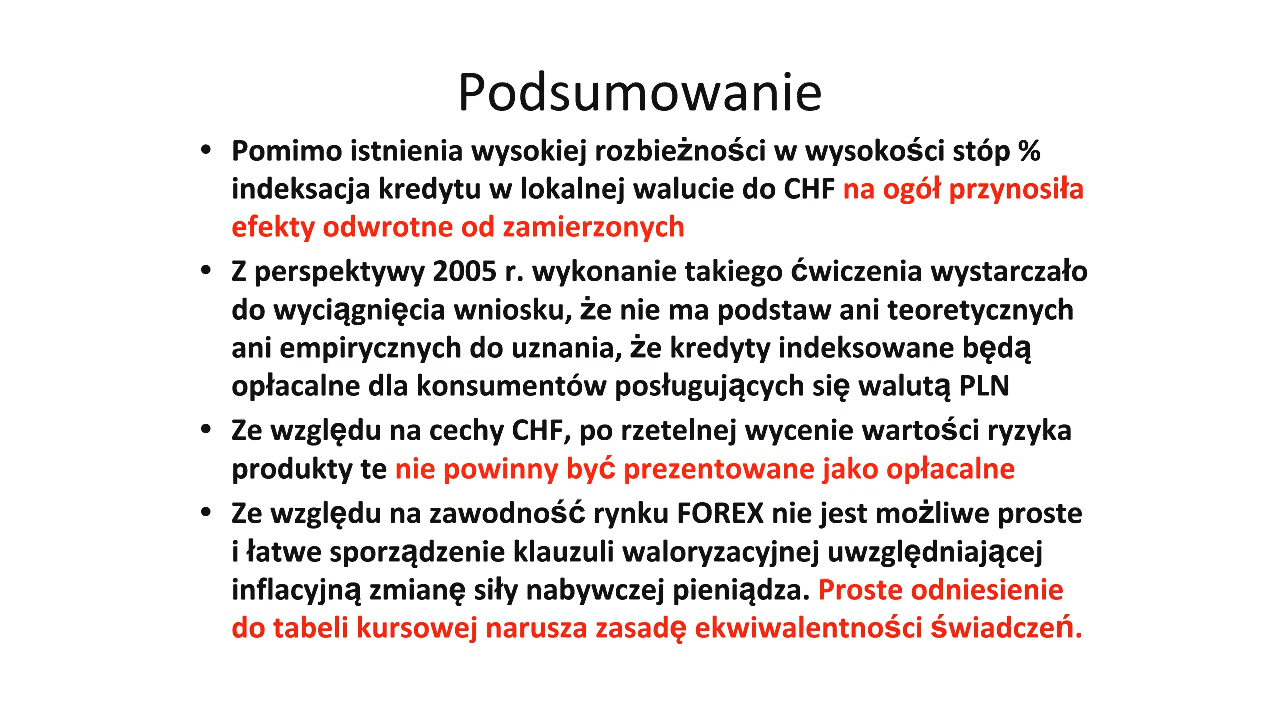 Podsumowanie
• Pomimo istnienia wysokiej rozbieżności w wysokości stóp %
indeksacja kredytu w lokalnej walucie do CHF na ogół przynosiła
efekty odwrotne od zamierzonych
• Z perspektywy 2005 r. wykonanie takiego ćwiczenia wystarczało
do wyciągnięcia wniosku, że nie ma podstaw ani teoretycznych
ani empirycznych do uznania, że kredyty indeksowane będą
opłacalne dla konsumentów posługujących się walutą PLN
• Ze względu na cechy CHF, po rzetelnej wycenie wartości ryzyka
produkty te nie powinny być prezentowane jako opłacalne
• Ze względu na zawodność rynku FOREX nie jest możliwe proste
i łatwe sporządzenie klauzuli waloryzacyjnej uwzględniającej
inflacyjną zmianę siły nabywczej pieniądza. Proste odniesienie
do tabeli kursowej narusza zasadę ekwiwalentności świadczeń.